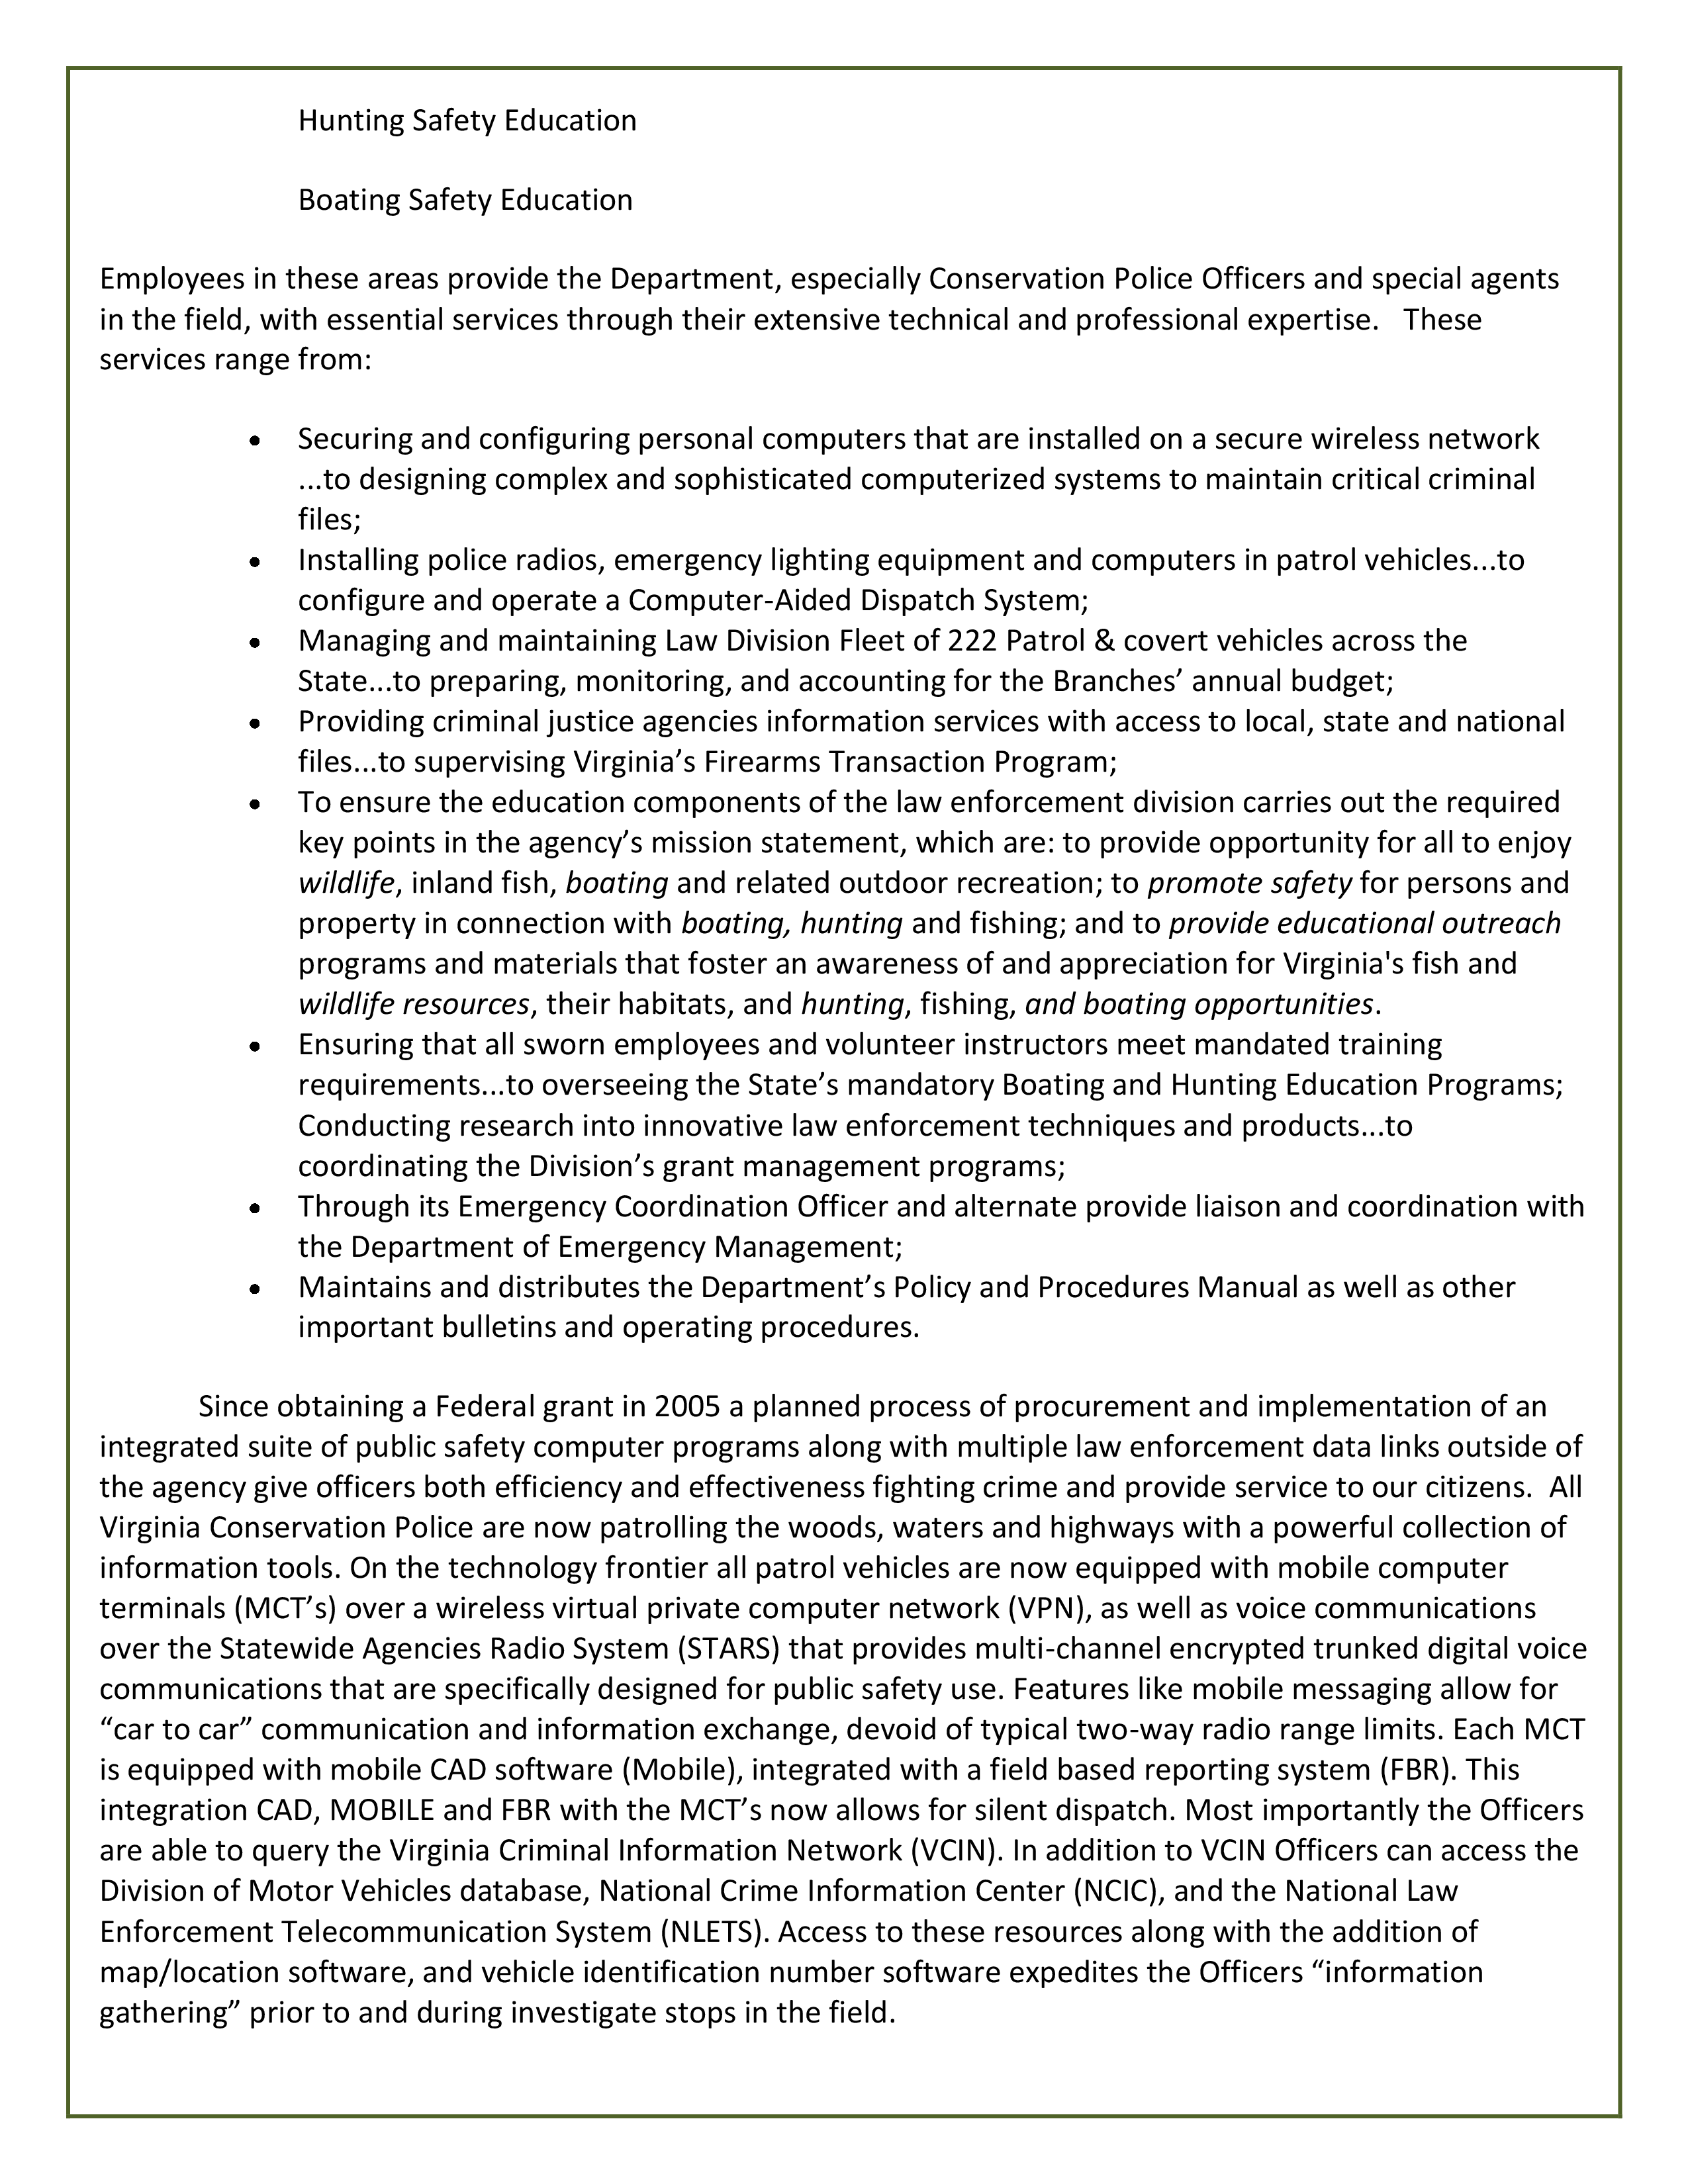 Hunting Safety Education
Boating Safety Education
Employees in these areas provide the Department, especially Conservation Police Officers and special agents
in the field, with essential services through their extensive technical and professional expertise.   These
services range from:
• Securing and configuring personal computers that are installed on a secure wireless network
...to designing complex and sophisticated computerized systems to maintain critical criminal
files;
• Installing police radios, emergency lighting equipment and computers in patrol vehicles...to
configure and operate a Computer-Aided Dispatch System;
• Managing and maintaining Law Division Fleet of 222 Patrol & covert vehicles across the
State...to preparing, monitoring, and accounting for the Branches’ annual budget;
• Providing criminal justice agencies information services with access to local, state and national
files...to supervising Virginia’s Firearms Transaction Program;
• To ensure the education components of the law enforcement division carries out the required
key points in the agency’s mission statement, which are: to provide opportunity for all to enjoy
wildlife, inland fish, boating and related outdoor recreation; to promote safety for persons and
property in connection with boating, hunting and fishing; and to provide educational outreach
programs and materials that foster an awareness of and appreciation for Virginia's fish and
wildlife resources, their habitats, and hunting, fishing, and boating opportunities.
• Ensuring that all sworn employees and volunteer instructors meet mandated training
requirements...to overseeing the State’s mandatory Boating and Hunting Education Programs;
Conducting research into innovative law enforcement techniques and products...to
coordinating the Division’s grant management programs;
• Through its Emergency Coordination Officer and alternate provide liaison and coordination with
the Department of Emergency Management;
• Maintains and distributes the Department’s Policy and Procedures Manual as well as other
important bulletins and operating procedures.
Since obtaining a Federal grant in 2005 a planned process of procurement and implementation of an
integrated suite of public safety computer programs along with multiple law enforcement data links outside of
the agency give officers both efficiency and effectiveness fighting crime and provide service to our citizens.  All
Virginia Conservation Police are now patrolling the woods, waters and highways with a powerful collection of
information tools. On the technology frontier all patrol vehicles are now equipped with mobile computer
terminals (MCT’s) over a wireless virtual private computer network (VPN), as well as voice communications
over the Statewide Agencies Radio System (STARS) that provides multi-channel encrypted trunked digital voice
communications that are specifically designed for public safety use. Features like mobile messaging allow for
“car to car” communication and information exchange, devoid of typical two-way radio range limits. Each MCT
is equipped with mobile CAD software (Mobile), integrated with a field based reporting system (FBR). This
integration CAD, MOBILE and FBR with the MCT’s now allows for silent dispatch. Most importantly the Officers
are able to query the Virginia Criminal Information Network (VCIN). In addition to VCIN Officers can access the
Division of Motor Vehicles database, National Crime Information Center (NCIC), and the National Law
Enforcement Telecommunication System (NLETS). Access to these resources along with the addition of
map/location software, and vehicle identification number software expedites the Officers “information
gathering” prior to and during investigate stops in the field.